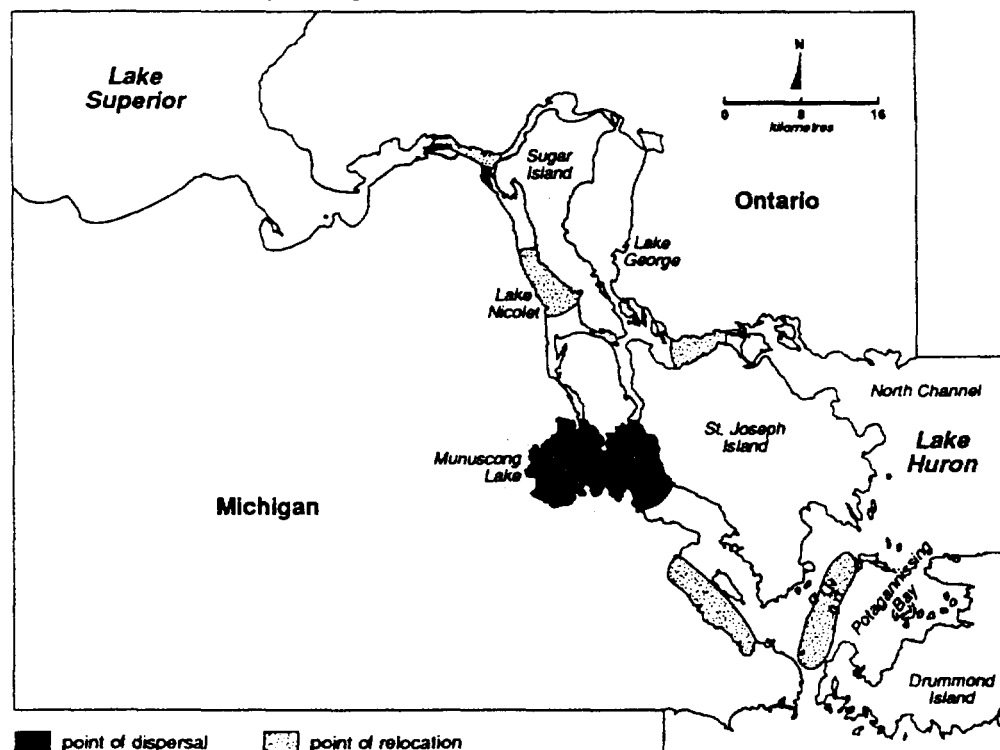 Lake
Superior
N
0 8 16
kilometres
Sugar
Island
Ontario
Lake
George
Lake
Nicolet
North Channel
St. Joseph
Island
Lake
Huron
Munuscong
Lake
Michigan
Potagannissing
Bay
Drummond
Island
point of dispersal
point of relocation